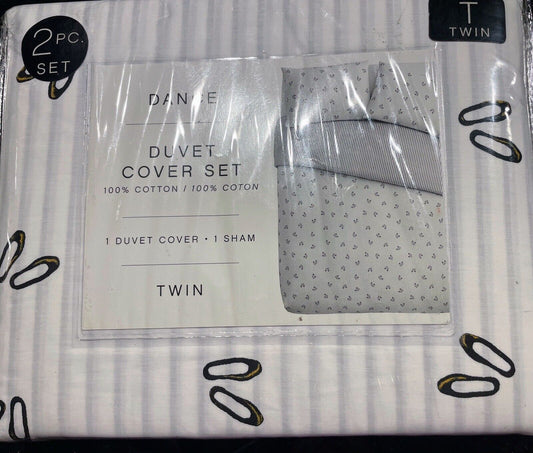 2 PC.
SET
T
TWIN
DANCE
DUVET
COVER SET
100% COTTON / 100% COTON
1 DUVET COVER • 1 SHAM
TWIN